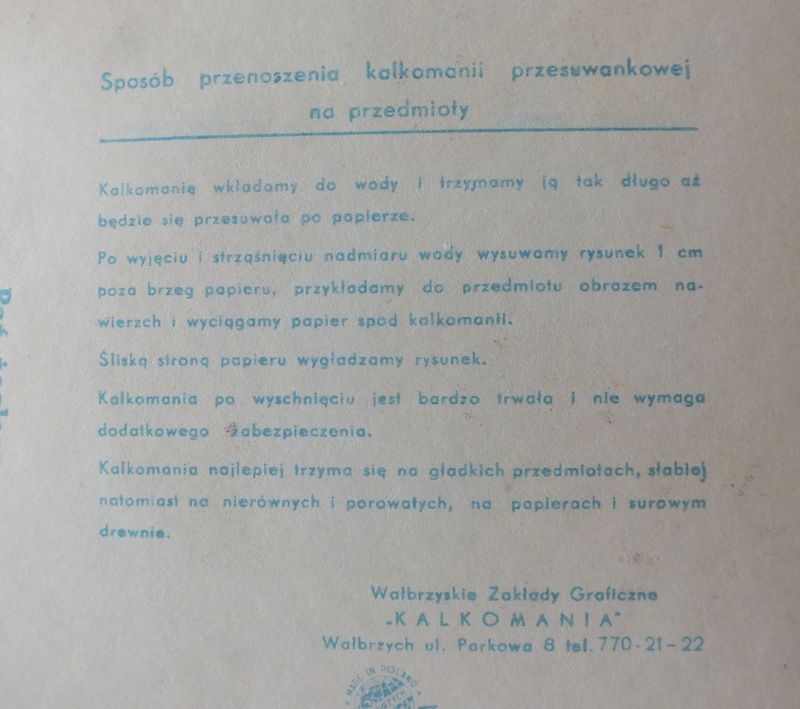 Sposób przenoszenia kalkomanii przesuwankowej
na przedmioty
Kalkomanię wkładamy do wody i trzymamy ją tak długo aż
będzie się przesuwała po papierze.
Po wyjęciu i strząśnięciu nadmiaru wody wysuwamy rysunek 1 cm
poza brzeg papieru, przykładamy do przedmiotu obrazem na-
wierzch i wyciągamy papier spod kalkomanii.
Śliską stroną papieru wygładzamy rysunek.
Kalkomania po wyschnięciu jest bardzo trwała i nie wymaga
dodatkowego zabezpieczenia.
Kalkomania najlepiej trzyma się na gładkich przedmiotach, słabiej
natomiast na nierównych i porowatych, na papierach i surowym
drewnie.
Wałbrzyskie Zakłady Graficzne
„KALKOMANIA"
Wałbrzych ul. Parkowa 8 tel. 770-21-22
MADE IN POLAND